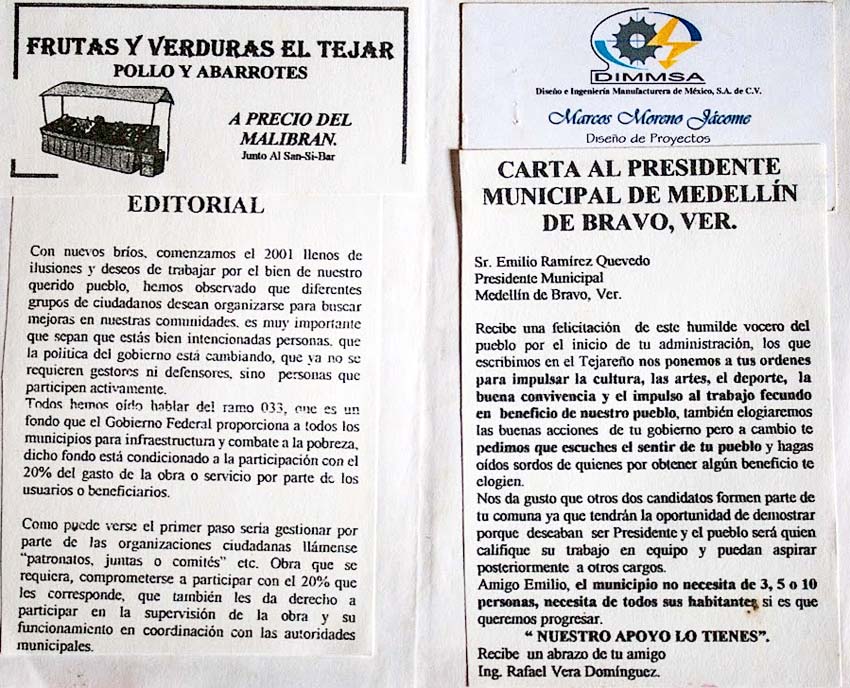 FRUTAS Y VERDURAS EL TEJAR
POLLO Y ABARROTES
A PRECIO DEL
MALIBRAN.
Junto Al San-Si-Bar
EDITORIAL
Con nuevos bríos, comenzamos el 2001 llenos de
ilusiones y deseos de trabajar por el bien de nuestro
querido pueblo, hemos observado que diferentes
grupos de ciudadanos desean organizarse para buscar
mejoras en nuestras comunidades, es muy importante
que sepan que estás bien intencionadas personas, que
la política del gobierno está cambiando, que ya no se
requieren gestores ni defensores, sino personas que
participen activamente.
Todos hemos oído hablar del ramo 033, que es un
fondo que el Gobierno Federal proporciona a todos los
municipios para infraestructura y combate a la pobreza,
dicho fondo está condicionado a la participación con el
20% del gasto de la obra o servicio por parte de los
usuarios o beneficiarios.
Como puede verse el primer paso seria gestionar por
parte de las organizaciones ciudadanas llámense
"patronatos, juntas o comités" etc. Obra que se
requiera, comprometerse a participar con el 20% que
les corresponde, que también les da derecho a
participar en la supervisión de la obra y su
funcionamiento en coordinación con las autoridades
municipales.
DIMMSA
Diseño e Ingeniería Manufacturera de México, S.A. de C.V.
Marcos Moreno Jácome
Diseño de Proyectos
CARTA AL PRESIDENTE
MUNICIPAL DE MEDELLÍN
DE BRAVO, VER.
Sr. Emilio Ramírez Quevedo
Presidente Municipal
Medellín de Bravo, Ver.
Recibe una felicitación de este humilde vocero del
pueblo por el inicio de tu administración, los que
escribimos en el Tejareño nos ponemos a tus ordenes
para impulsar la cultura, las artes, el deporte, la
buena convivencia y el impulso al trabajo fecundo
en beneficio de nuestro pueblo, también elogiaremos
las buenas acciones de tu gobierno pero a cambio te
pedimos que escuches el sentir de tu pueblo y hagas
oídos sordos de quienes por obtener algún beneficio te
elogien.
Nos da gusto que otros dos candidatos formen parte de
tu comuna ya que tendrán la oportunidad de demostrar
porque deseaban ser Presidente y el pueblo será quien
califique su trabajo en equipo y puedan aspirar
posteriormente a otros cargos.
Amigo Emilio, el municipio no necesita de 3, 5 o 10
personas, necesita de todos sus habitantes si es que
queremos progresar.
" NUESTRO APOYO LO TIENES".
Recibe un abrazo de tu amigo
Ing. Rafael Vera Domínguez.